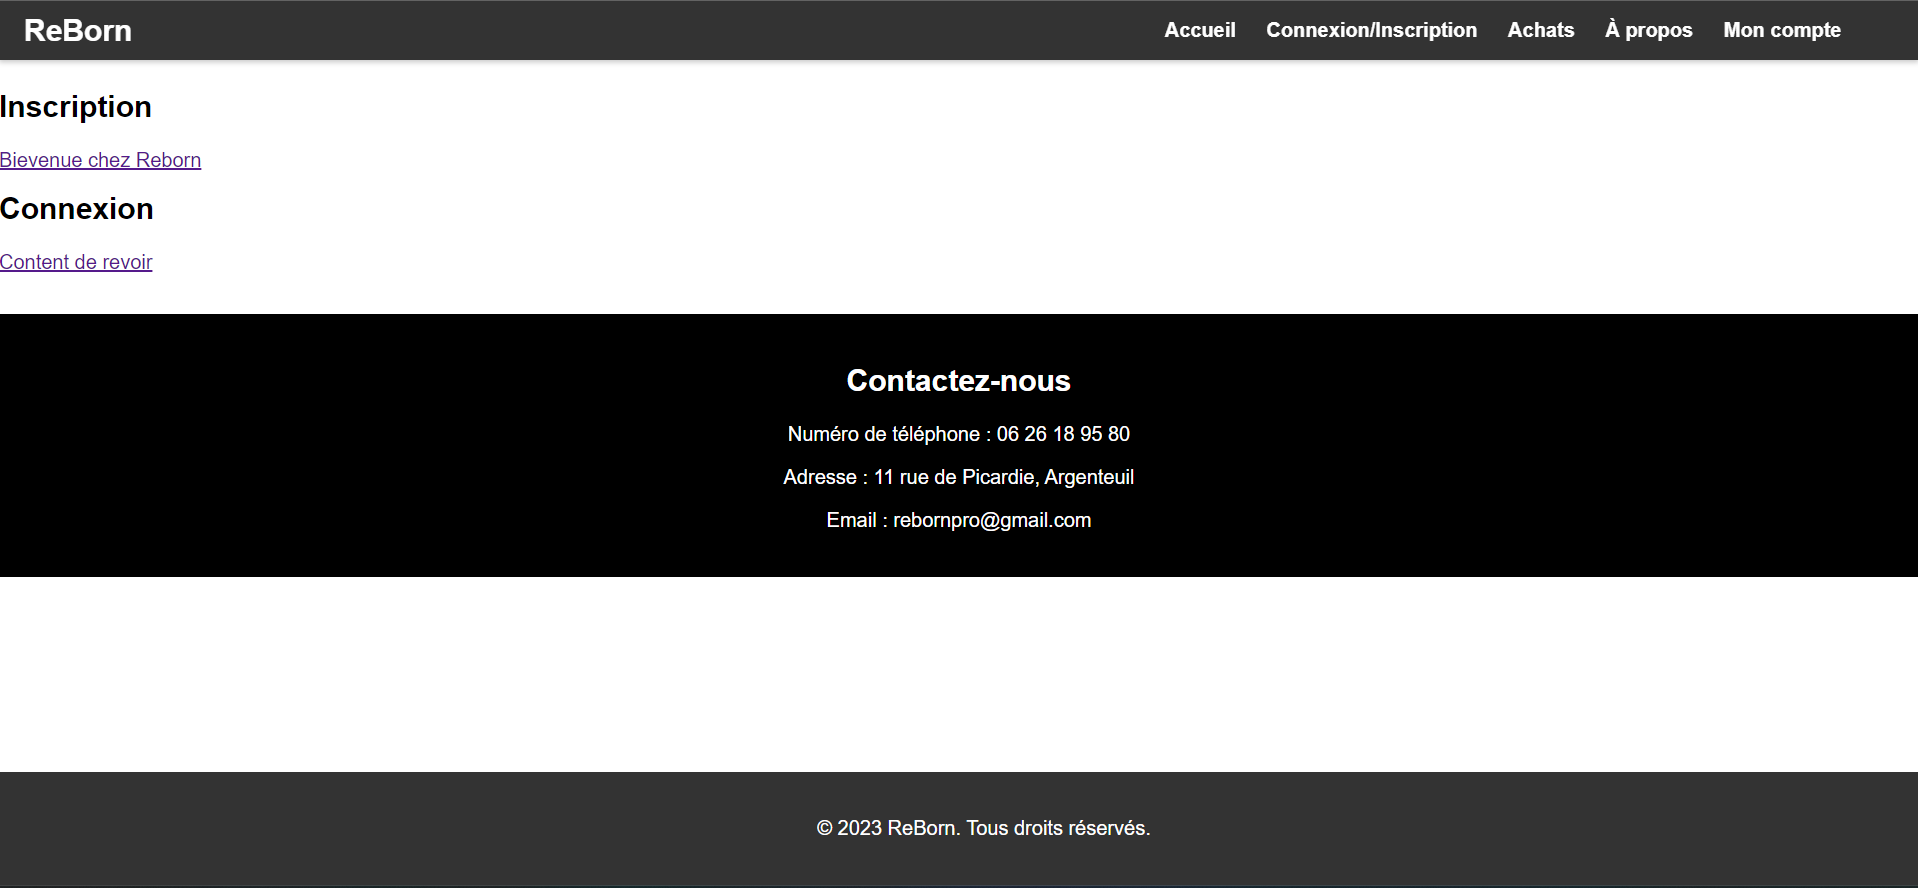 ReBorn
Accueil Connexion/Inscription Achats À propos Mon compte
Inscription
Bievenue chez Reborn
Connexion
Content de revoir
Contactez-nous
Numéro de téléphone : 06 26 18 95 80
Adresse : 11 rue de Picardie, Argenteuil
Email : rebornpro@gmail.com
© 2023 ReBorn. Tous droits réservés.